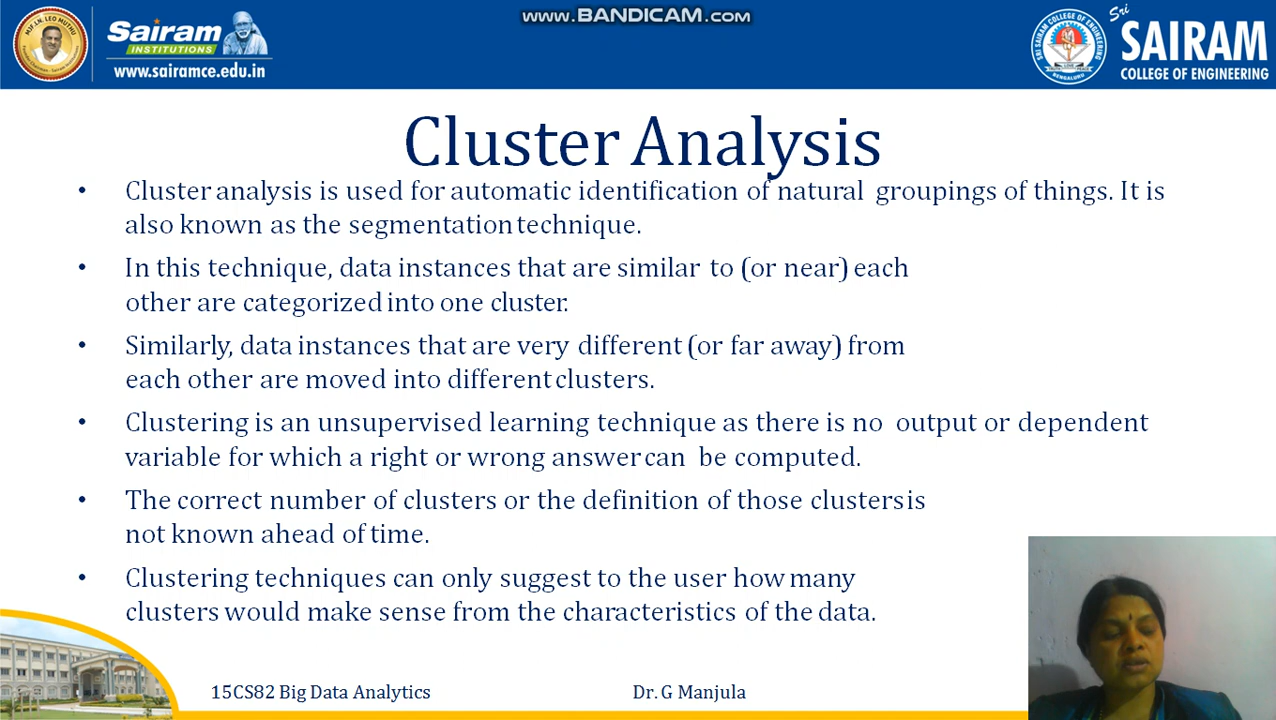 www.BANDICAM.com
Sairam
INSTITUTIONS
www.sairamce.edu.in
Sri
SAIRAM
COLLEGE OF ENGINEERING
Cluster Analysis
• Cluster analysis is used for automatic identification of natural groupings of things. It is
also known as the segmentation technique.
• In this technique, data instances that are similar to (or near) each
other are categorized into one cluster.
• Similarly, data instances that are very different (or far away) from
each other are moved into different clusters.
• Clustering is an unsupervised learning technique as there is no output or dependent
variable for which a right or wrong answer can be computed.
• The correct number of clusters or the definition of those clusters is
not known ahead of time.
• Clustering techniques can only suggest to the user how many
clusters would make sense from the characteristics of the data.
15CS82 Big Data Analytics
Dr. G Manjula